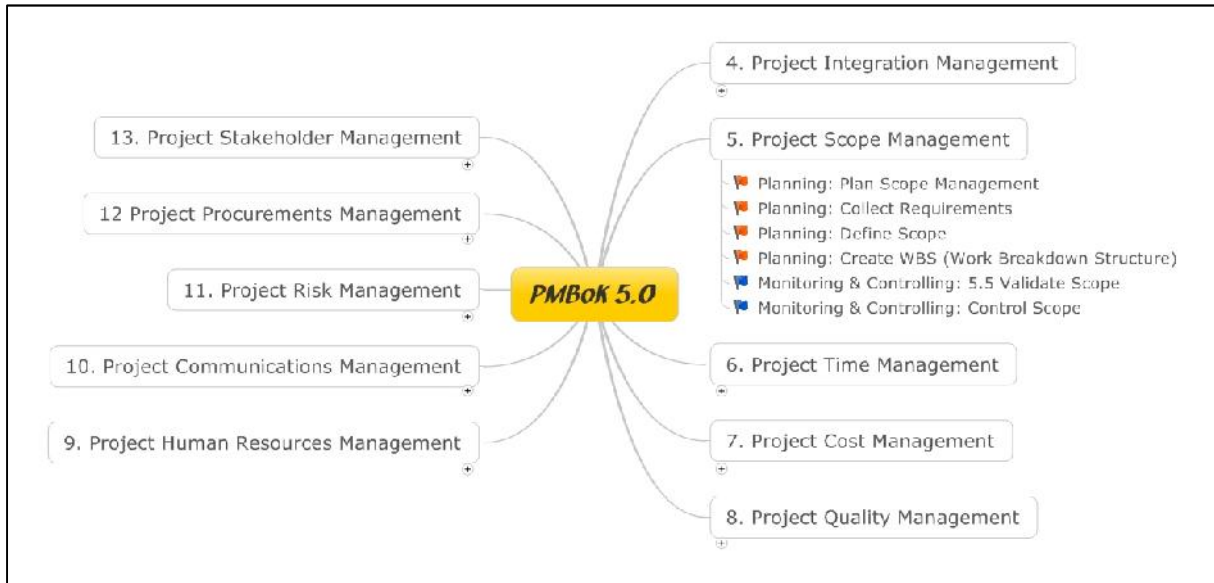 4. Project Integration Management
13. Project Stakeholder Management
5. Project Scope Management
Planning: Plan Scope Management
Planning: Collect Requirements
12 Project Procurements Management
Planning: Define Scope
Planning: Create WBS (Work Breakdown Structure)
11. Project Risk Management
PMBoK 5.0
Monitoring & Controlling: 5.5 Validate Scope
Monitoring & Controlling: Control Scope
10. Project Communications Management
6. Project Time Management
9. Project Human Resources Management
7. Project Cost Management
8. Project Quality Management